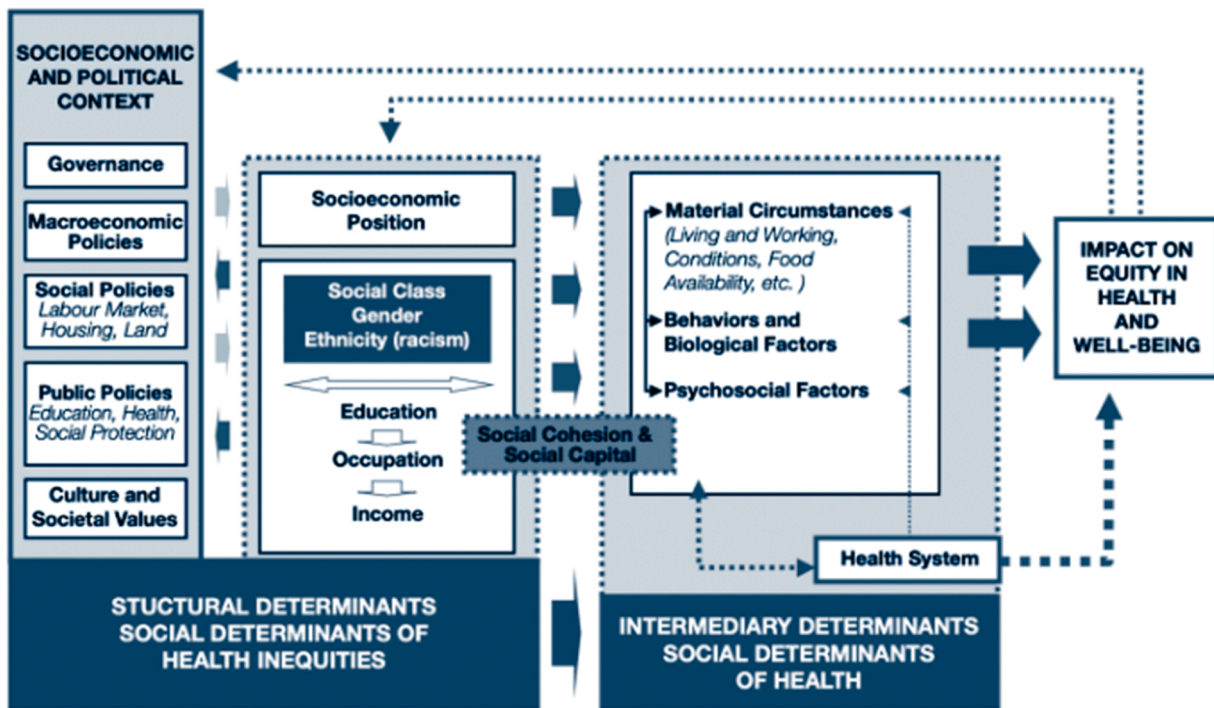 SOCIOECONOMIC
AND POLITICAL
CONTEXT
Governance
Macroeconomic
Policies
Social Policies
Labour Market,
Housing, Land
Public Policies
Education, Health,
Social Protection
Culture and
Societal Values
Socioeconomic
Position
Social Class
Gender
Ethnicity (racism)
Education
Occupation
Income
Social Cohesion &
Social Capital
Material Circumstances
(Living and Working,
Conditions, Food
Availability, etc. )
Behaviors and
Biological Factors
Psychosocial Factors
Health System
IMPACT ON
EQUITY IN
HEALTH
AND
WELL-BEING
STUCTURAL DETERMINANTS
SOCIAL DETERMINANTS OF
HEALTH INEQUITIES
INTERMEDIARY DETERMINANTS
SOCIAL DETERMINANTS
OF HEALTH